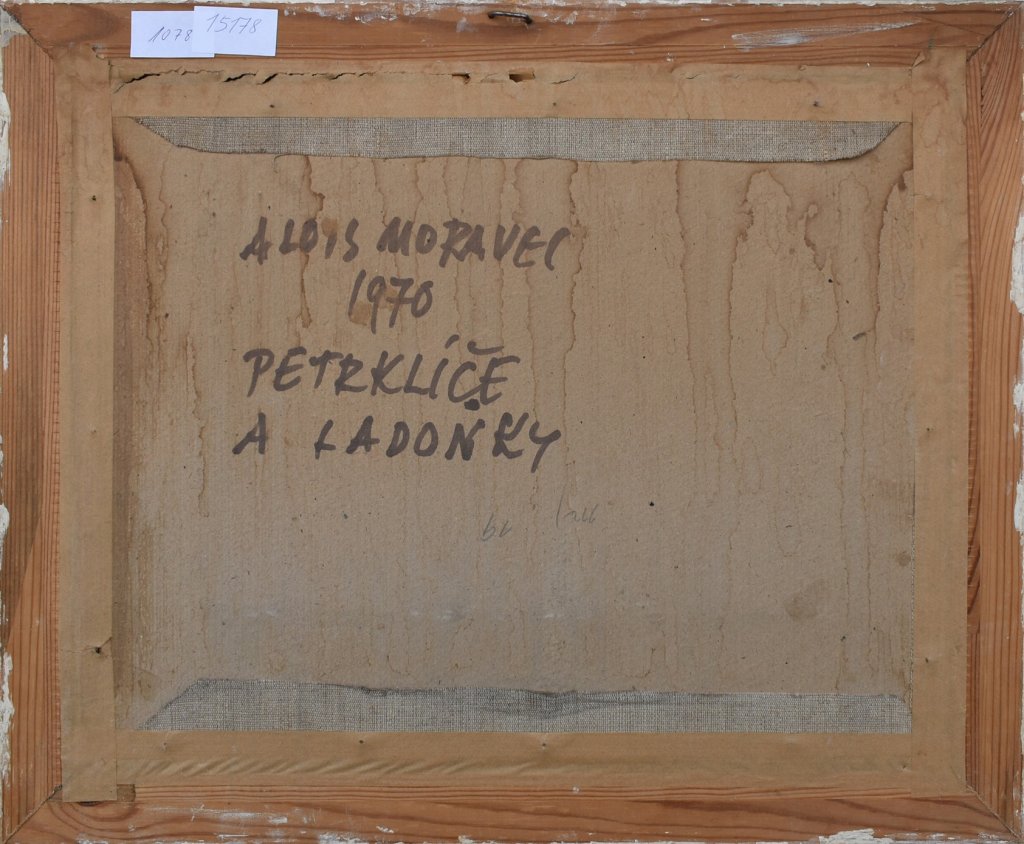 1078 15178
ALOIS MORAVEC
1970
PETRKLÍČE
A LADOŇKY